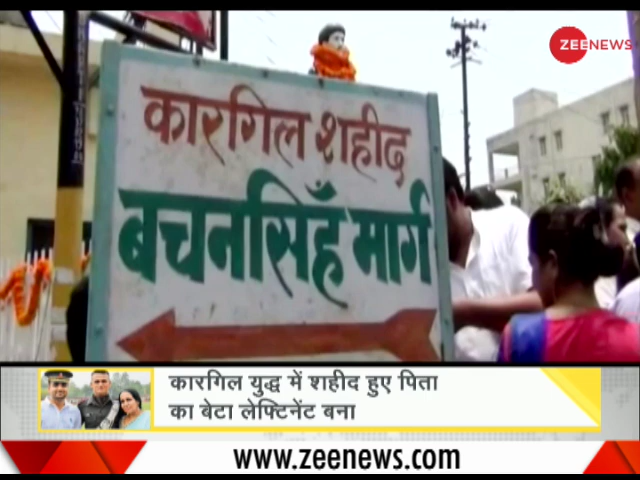 ZEENEWS
कारगिल शहीद
बचनसिहँ मार्ग
कारगिल युद्ध में शहीद हुए पिता
का बेटा लेफ्टिनेंट बना
www.zeenews.com